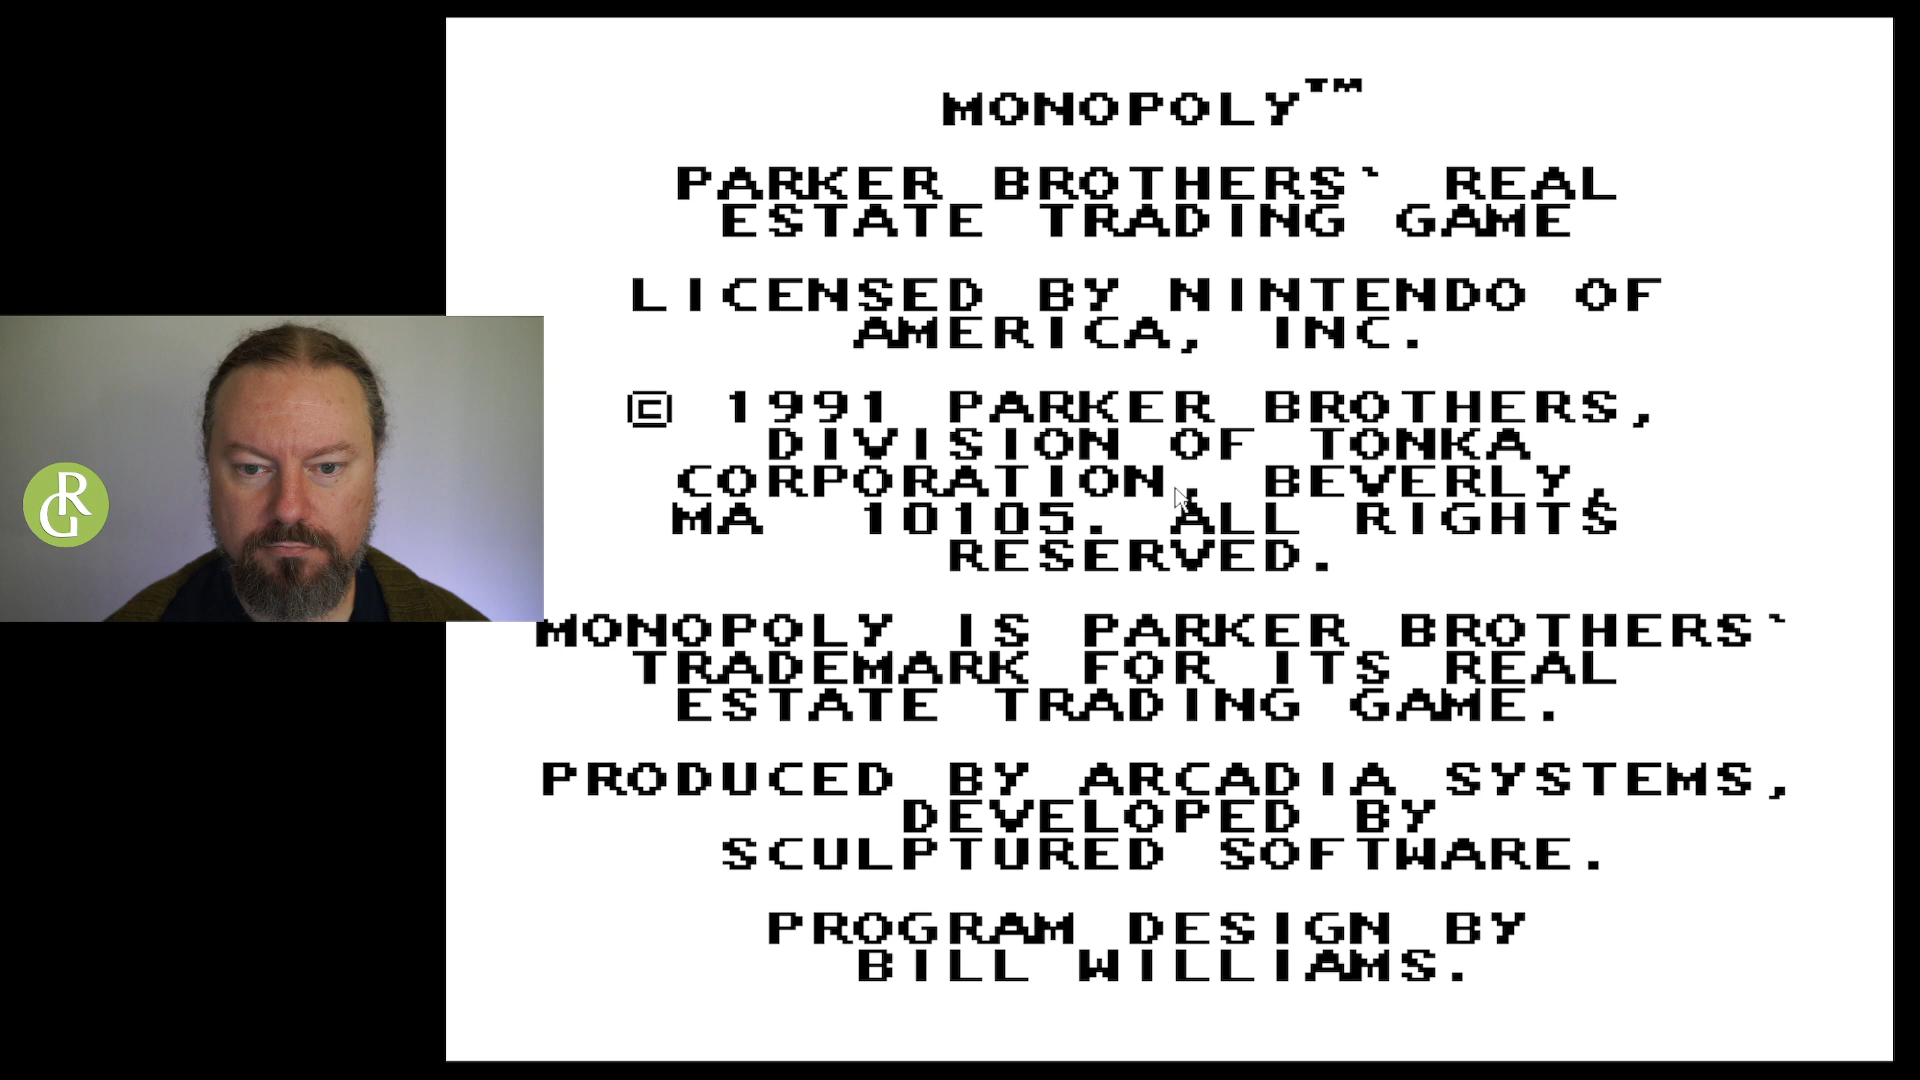 MONOPOLY™
PARKER BROTHERS` REAL
ESTATE TRADING GAME
LICENSED BY NINTENDO OF
AMERICA, INC.
© 1991 PARKER BROTHERS,
DIVISION OF TONKA
CORPORATION, BEVERLY,
MA 10105. ALL RIGHTS
RESERVED.
MONOPOLY IS PARKER BROTHERS`
TRADEMARK FOR ITS REAL
ESTATE TRADING GAME.
PRODUCED BY ARCADIA SYSTEMS,
DEVELOPED BY
SCULPTURED SOFTWARE.
PROGRAM DESIGN BY
BILL WILLIAMS.
RG